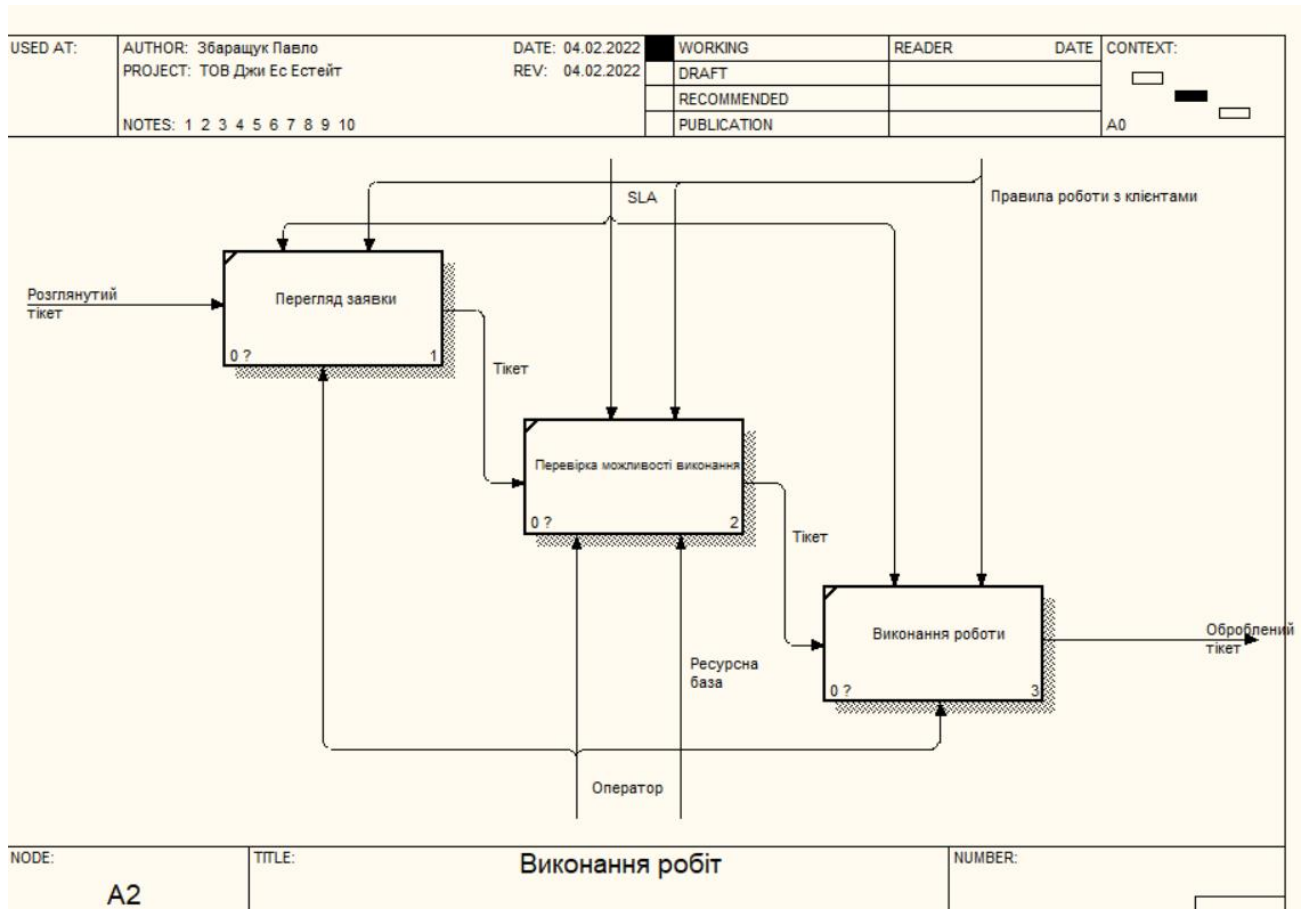 USED AT:
AUTHOR: Збаращук Павло
DATE: 04.02.2022
WORKING
READER
DATE
CONTEXT:
PROJECT: ТОВ Джи Ес Естейт
REV: 04.02.2022
DRAFT
RECOMMENDED
NOTES: 1 2 3 4 5 6 7 8 9 10
PUBLICATION
A0
SLA
Правила роботи з клієнтами
Розглянутий
тікет
Перегляд заявки
0 ?
1
Тікет
Перевірка можливості виконання
0 ?
2
Тікет
Виконання роботи
0 ?
3
Оброблений
тікет
Ресурсна
база
Оператор
NODE:
TITLE:
Виконання робіт
NUMBER:
A2